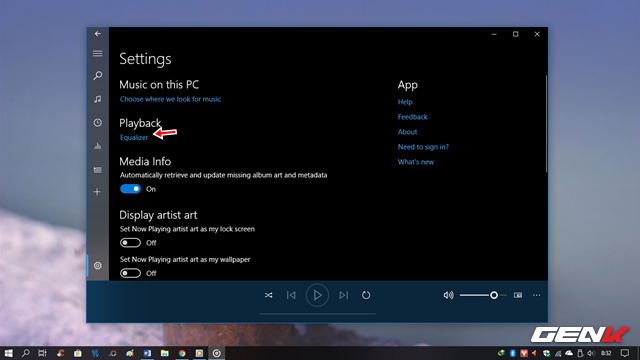 Settings
Music on this PC
Choose where we look for music
Playback
Equalizer
Media Info
Automatically retrieve and update missing album art and metadata
On
Display artist art
Set Now Playing artist art as my lock screen
Off
Set Now Playing artist art as my wallpaper
Off
App
Help
Feedback
About
Need to sign in?
What's new
GENK
8:32